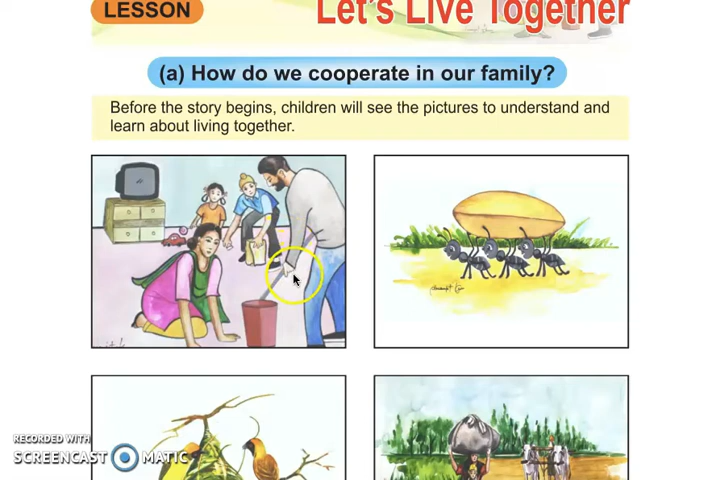 LESSON
Let's Live Together
(a) How do we cooperate in our family?
Before the story begins, children will see the pictures to understand and
learn about living together.
RECORDED WITH
SCREENCAST MATIC